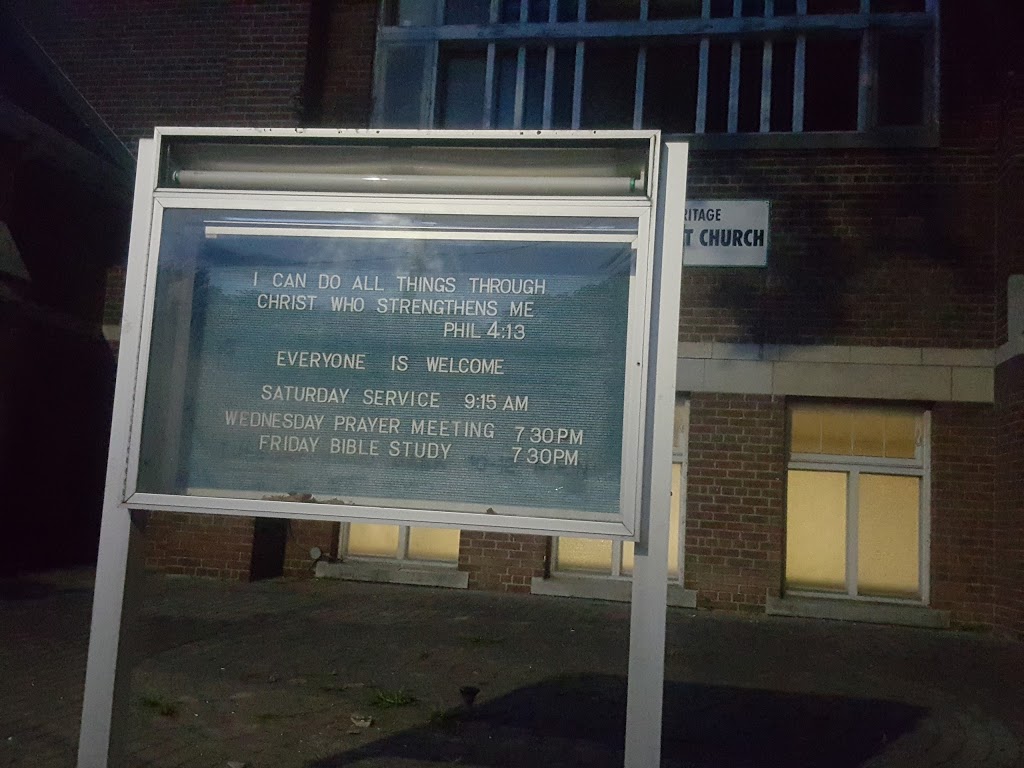 I CAN DO ALL THINGS THROUGH
CHRIST WHO STRENGTHENS ME
PHIL 4:13
EVERYONE IS WELCOME
SATURDAY SERVICE 9:15 AM
WEDNESDAY PRAYER MEETING 7 30PM
FRIDAY BIBLE STUDY 7 30PM
RITAGE
T CHURCH